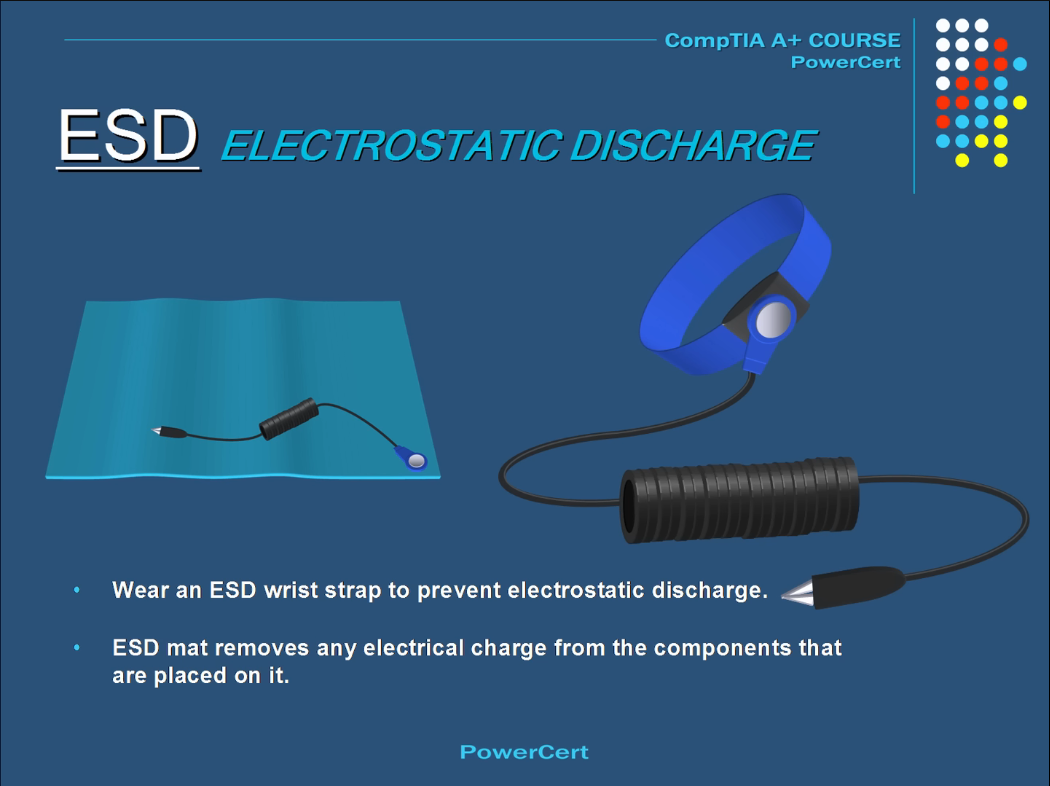 CompTIA A+ COURSE
PowerCert
ESD ELECTROSTATIC DISCHARGE
• Wear an ESD wrist strap to prevent electrostatic discharge.
• ESD mat removes any electrical charge from the components that
are placed on it.
PowerCert